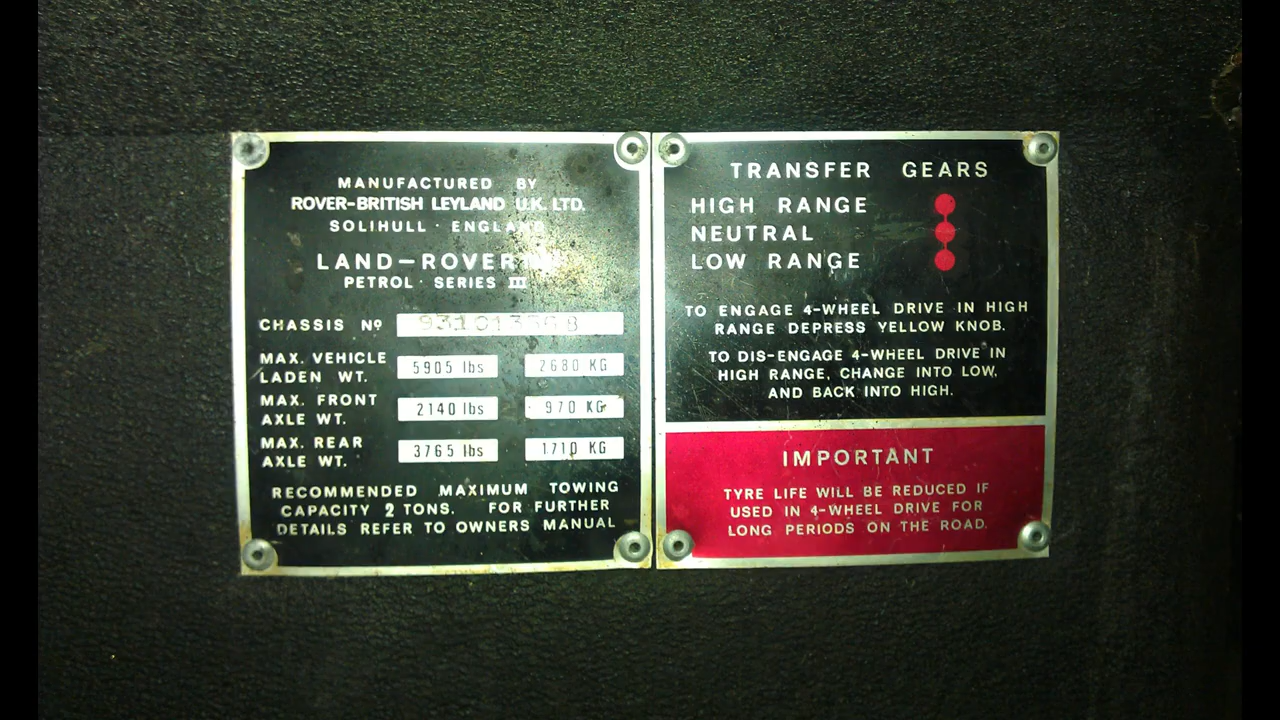 MANUFACTURED BY
ROVER-BRITISH LEYLAND U.K. LTD.
SOLIHULL · ENGLAND
LAND-ROVER
PETROL · SERIES III
CHASSIS Nº
MAX. VEHICLE LADEN WT. 5905 lbs 2680 KG
MAX. FRONT AXLE WT. 2140 lbs 970 KG
MAX. REAR AXLE WT. 3765 lbs 1710 KG
RECOMMENDED MAXIMUM TOWING
CAPACITY 2 TONS. FOR FURTHER
DETAILS REFER TO OWNERS MANUAL
TRANSFER GEARS
HIGH RANGE
NEUTRAL
LOW RANGE
TO ENGAGE 4-WHEEL DRIVE IN HIGH
RANGE DEPRESS YELLOW KNOB.
TO DIS-ENGAGE 4-WHEEL DRIVE IN
HIGH RANGE, CHANGE INTO LOW,
AND BACK INTO HIGH.
IMPORTANT
TYRE LIFE WILL BE REDUCED IF
USED IN 4-WHEEL DRIVE FOR
LONG PERIODS ON THE ROAD.